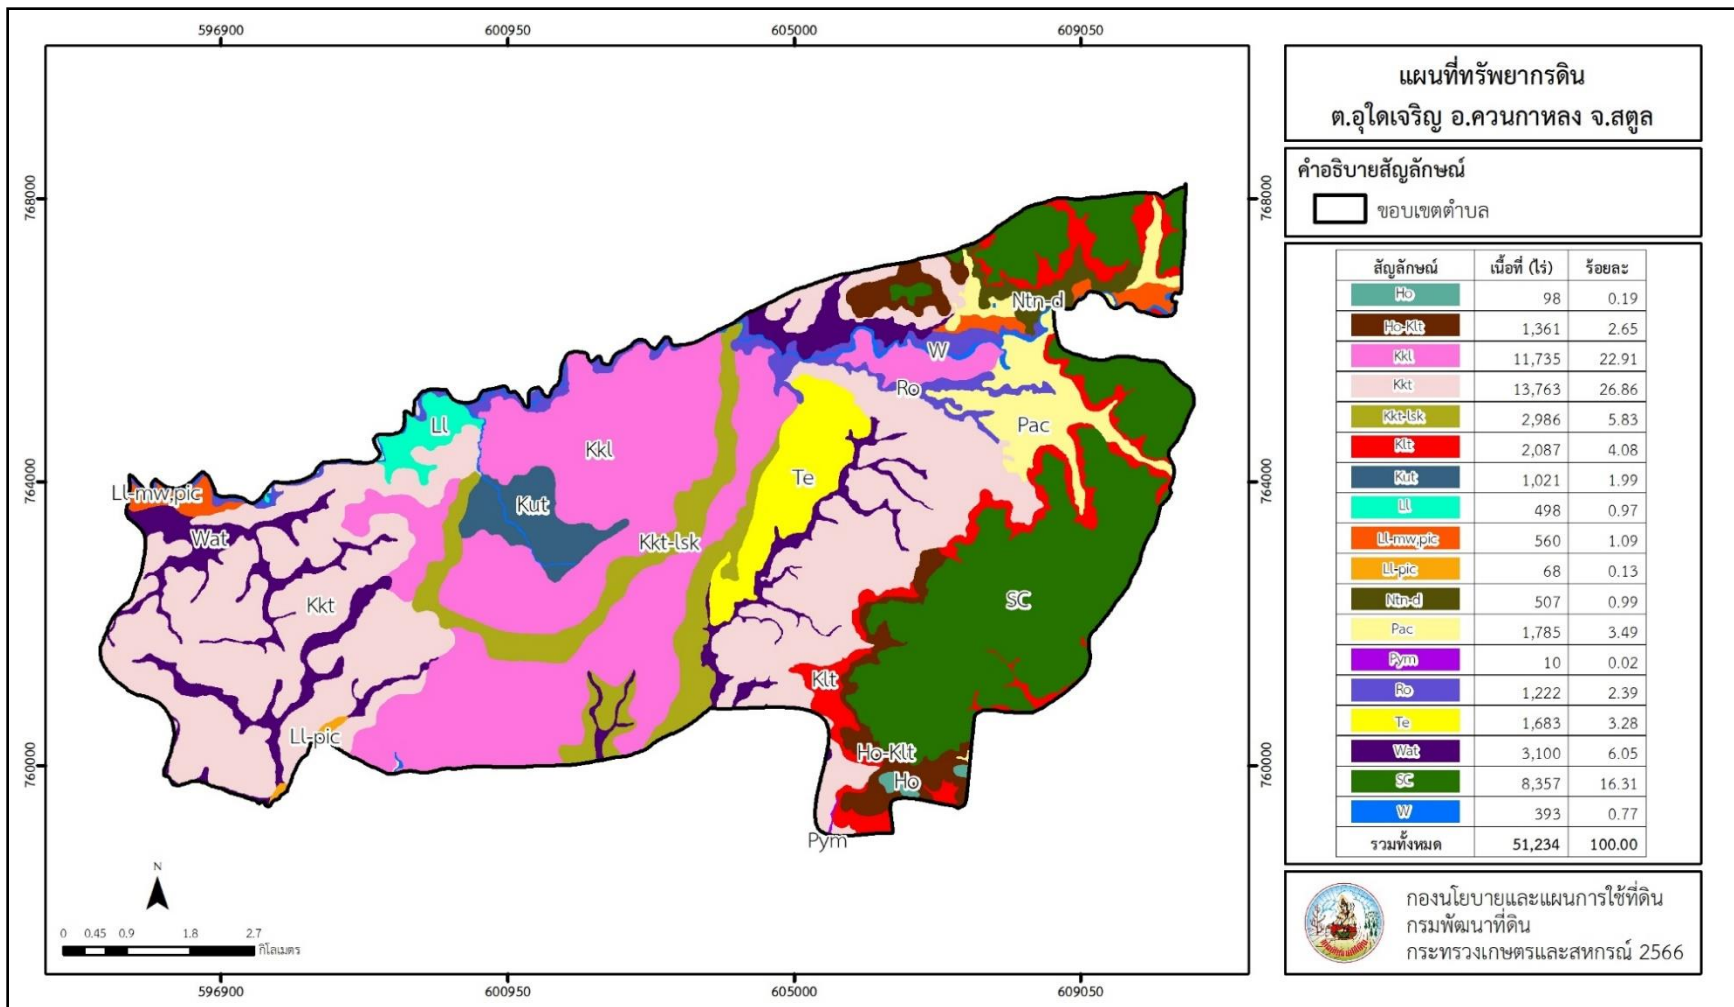 596900 600950 605000 609050
768000 768000
764000 764000
760000 760000
Ntn-d
W
Ro
Ll
Pac
Kkl
Te
Ll-mw,pic
Kut
Wat
Kkt-lsk
Kkt
SC
Klt
Ll-pic
Ho-Klt
Ho
Pym
N
0 0.45 0.9 1.8 2.7
กิโลเมตร
596900 600950 605000 609050
แผนที่ทรัพยากรดิน
ต.อุใดเจริญ อ.ควนกาหลง จ.สตูล
คำอธิบายสัญลักษณ์
ขอบเขตตำบล
สัญลักษณ์ เนื้อที่ (ไร่) ร้อยละ
Ho 98 0.19
Ho-Klt 1,361 2.65
Kkl 11,735 22.91
Kkt 13,763 26.86
Kkt-lsk 2,986 5.83
Klt 2,087 4.08
Kut 1,021 1.99
Ll 498 0.97
Ll-mw,pic 560 1.09
Ll-pic 68 0.13
Ntn-d 507 0.99
Pac 1,785 3.49
Pym 10 0.02
Ro 1,222 2.39
Te 1,683 3.28
Wat 3,100 6.05
SC 8,357 16.31
W 393 0.77
รวมทั้งหมด 51,234 100.00
กองนโยบายและแผนการใช้ที่ดิน
กรมพัฒนาที่ดิน
กระทรวงเกษตรและสหกรณ์ 2566